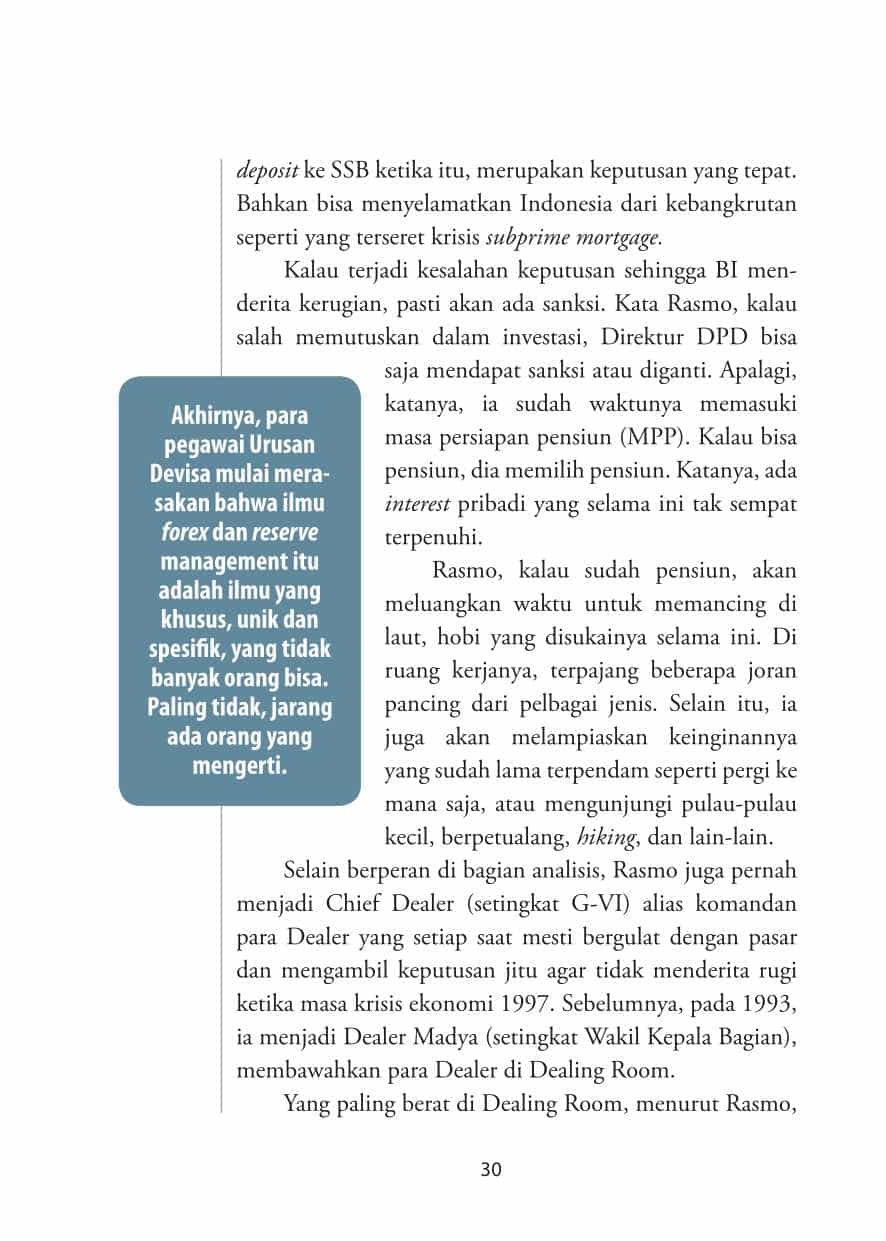 deposit ke SSB ketika itu, merupakan keputusan yang tepat.
Bahkan bisa menyelamatkan Indonesia dari kebangkrutan
seperti yang terseret krisis subprime mortgage.
Kalau terjadi kesalahan keputusan sehingga BI men-
derita kerugian, pasti akan ada sanksi. Kata Rasmo, kalau
salah memutuskan dalam investasi, Direktur DPD bisa
saja mendapat sanksi atau diganti. Apalagi,
katanya, ia sudah waktunya memasuki
masa persiapan pensiun (MPP). Kalau bisa
pensiun, dia memilih pensiun. Katanya, ada
interest pribadi yang selama ini tak sempat
terpenuhi.
Rasmo, kalau sudah pensiun, akan
meluangkan waktu untuk memancing di
laut, hobi yang disukainya selama ini. Di
ruang kerjanya, terpajang beberapa joran
pancing dari pelbagai jenis. Selain itu, ia
juga akan melampiaskan keinginannya
yang sudah lama terpendam seperti pergi ke
mana saja, atau mengunjungi pulau-pulau
kecil, berpetualang, hiking, dan lain-lain.
Akhirnya, para
pegawai Urusan
Devisa mulai mera-
sakan bahwa ilmu
forex dan reserve
management itu
adalah ilmu yang
khusus, unik dan
spesifik, yang tidak
banyak orang bisa.
Paling tidak, jarang
ada orang yang
mengerti.
Selain berperan di bagian analisis, Rasmo juga pernah
menjadi Chief Dealer (setingkat G-VI) alias komandan
para Dealer yang setiap saat mesti bergulat dengan pasar
dan mengambil keputusan jitu agar tidak menderita rugi
ketika masa krisis ekonomi 1997. Sebelumnya, pada 1993,
ia menjadi Dealer Madya (setingkat Wakil Kepala Bagian),
membawahkan para Dealer di Dealing Room.
Yang paling berat di Dealing Room, menurut Rasmo,
30